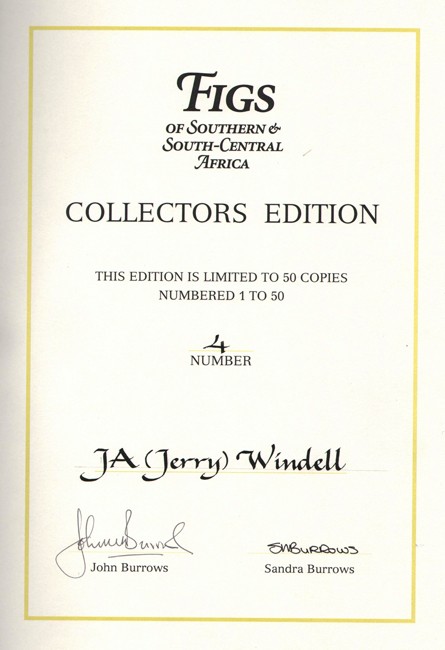 FIGS
OF SOUTHERN &
SOUTH-CENTRAL
AFRICA
COLLECTORS EDITION
THIS EDITION IS LIMITED TO 50 COPIES
NUMBERED 1 TO 50
4
NUMBER
JA (Jerry) Windell
John Burrows SMBURROWS
John Burrows Sandra Burrows